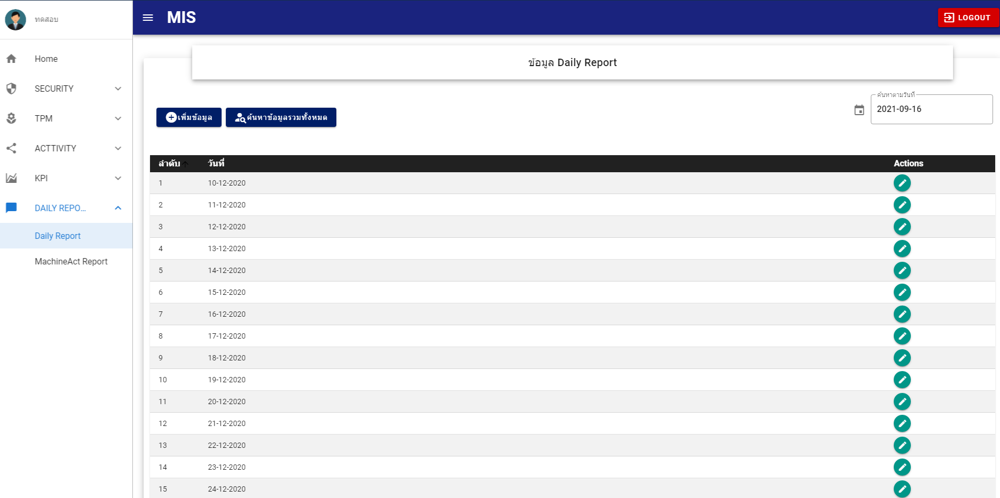 ทดสอบ
Home
SECURITY
TPM
ACTTIVITY
KPI
DAILY REPO...
Daily Report
MachineAct Report
MIS
LOGOUT
ข้อมูล Daily Report
เพิ่มข้อมูล ค้นหาข้อมูลรวมทั้งหมด
ค้นหาตามวันที่
2021-09-16
ลำดับ วันที่ Actions
1 10-12-2020
2 11-12-2020
3 12-12-2020
4 13-12-2020
5 14-12-2020
6 15-12-2020
7 16-12-2020
8 17-12-2020
9 18-12-2020
10 19-12-2020
11 20-12-2020
12 21-12-2020
13 22-12-2020
14 23-12-2020
15 24-12-2020